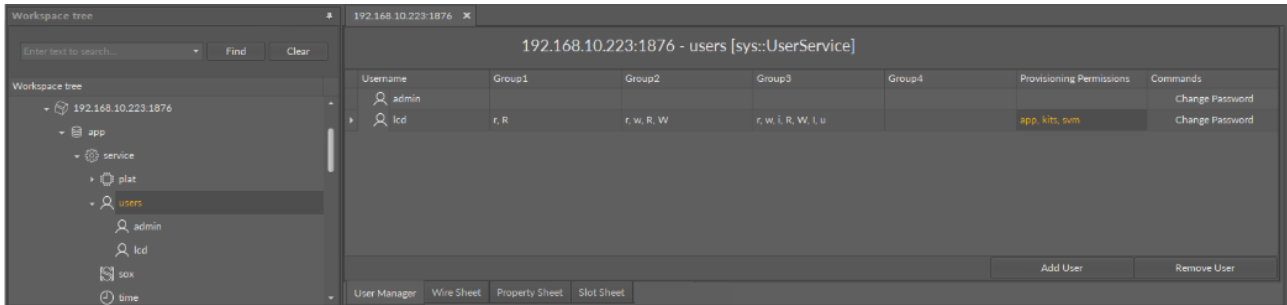 Workspace tree
Enter text to search...
Find
Clear
Workspace tree
192.168.10.223:1876
app
service
plat
users
admin
lcd
sox
time
192.168.10.223:1876
192.168.10.223:1876 - users [sys::UserService]
Username Group1 Group2 Group3 Group4 Provisioning Permissions Commands
admin Change Password
lcd r, R r, w, R, W r, w, i, R, W, I, u app, kits, svm Change Password
Add User Remove User
User Manager Wire Sheet Property Sheet Slot Sheet